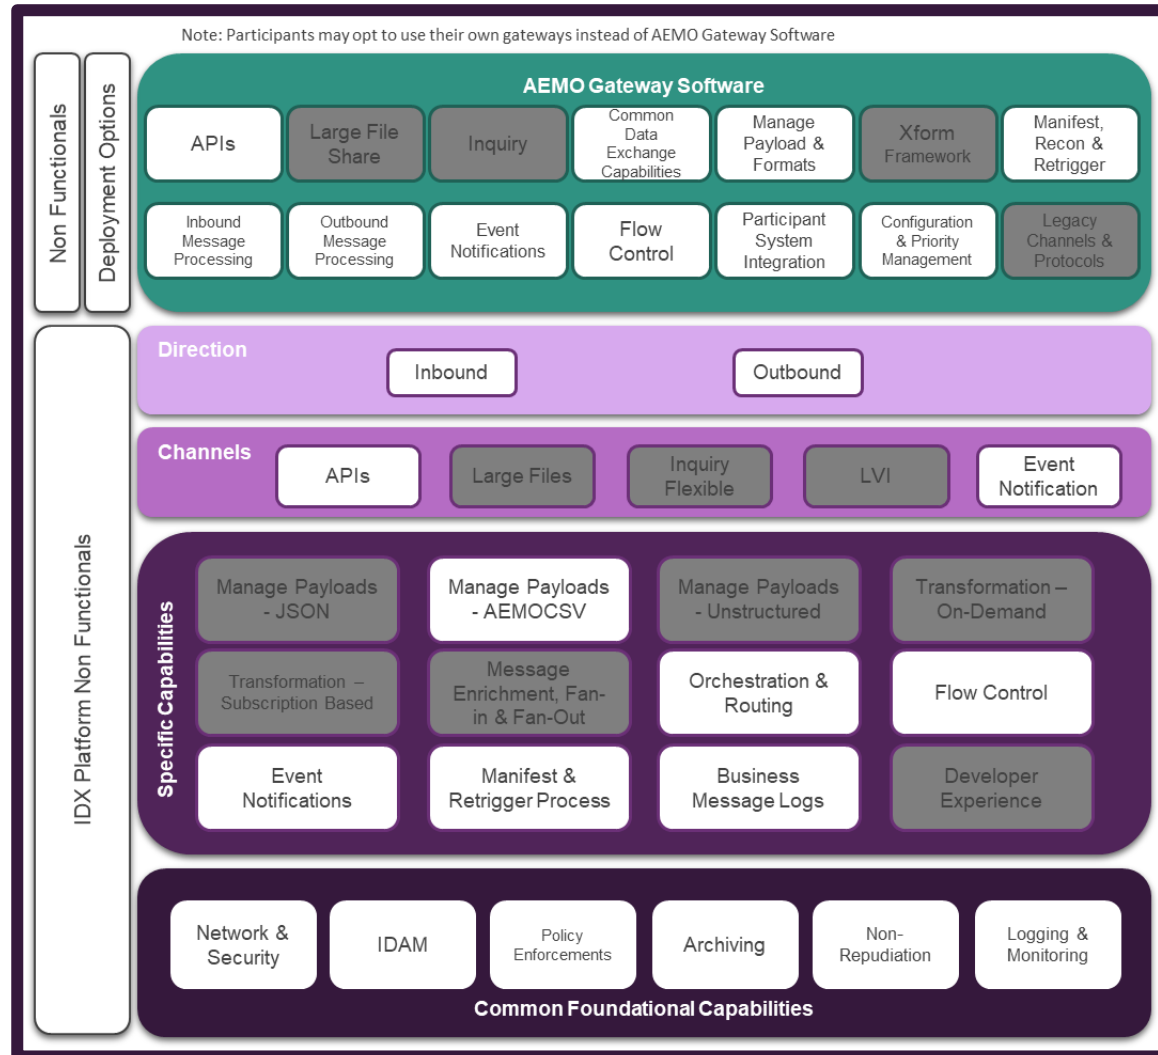 Note: Participants may opt to use their own gateways instead of AEMO Gateway Software
Non Functionals
Deployment Options
AEMO Gateway Software
APIs
Large File
Share
Inquiry
Common
Data
Exchange
Capabilities
Manage
Payload &
Formats
Xform
Framework
Manifest,
Recon &
Retrigger
Inbound
Message
Processing
Outbound
Message
Processing
Event
Notifications
Flow
Control
Participant
System
Integration
Configuration
& Priority
Management
Legacy
Channels &
Protocols
IDX Platform Non Functionals
Direction
Inbound
Outbound
Channels
APIs
Large Files
Inquiry
Flexible
LVI
Event
Notification
Specific Capabilities
Manage Payloads
- JSON
Manage Payloads
- AEMOCSV
Manage Payloads
- Unstructured
Transformation –
On-Demand
Transformation –
Subscription Based
Message
Enrichment, Fan-
in & Fan-Out
Orchestration &
Routing
Flow Control
Event
Notifications
Manifest &
Retrigger Process
Business
Message Logs
Developer
Experience
Network &
Security
IDAM
Policy
Enforcements
Archiving
Non-
Repudiation
Logging &
Monitoring
Common Foundational Capabilities